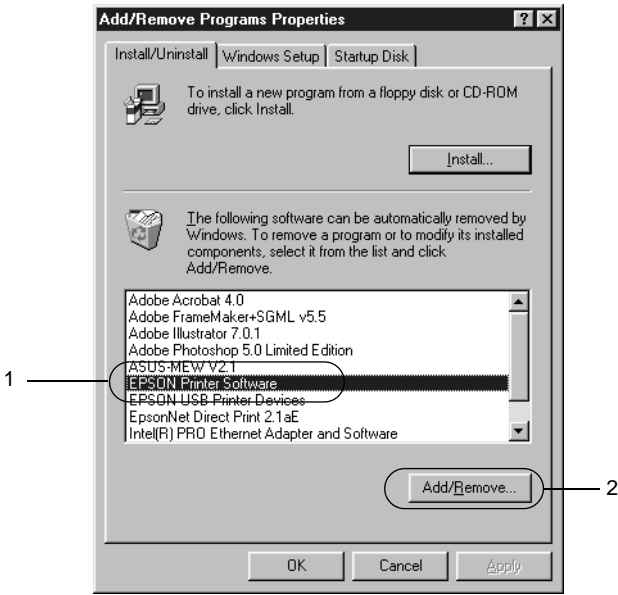 Add/Remove Programs Properties
Install/Uninstall Windows Setup Startup Disk
To install a new program from a floppy disk or CD-ROM
drive, click Install.
Install...
The following software can be automatically removed by
Windows. To remove a program or to modify its installed
components, select it from the list and click
Add/Remove.
Adobe Acrobat 4.0
Adobe FrameMaker+SGML v5.5
Adobe Illustrator 7.0.1
Adobe Photoshop 5.0 Limited Edition
ASUS-MEW V2.1
1
EPSON Printer Software
EPSON USB Printer Devices
EpsonNet Direct Print 2.1aE
Intel(R) PRO Ethernet Adapter and Software
Add/Remove...
2
OK Cancel Apply